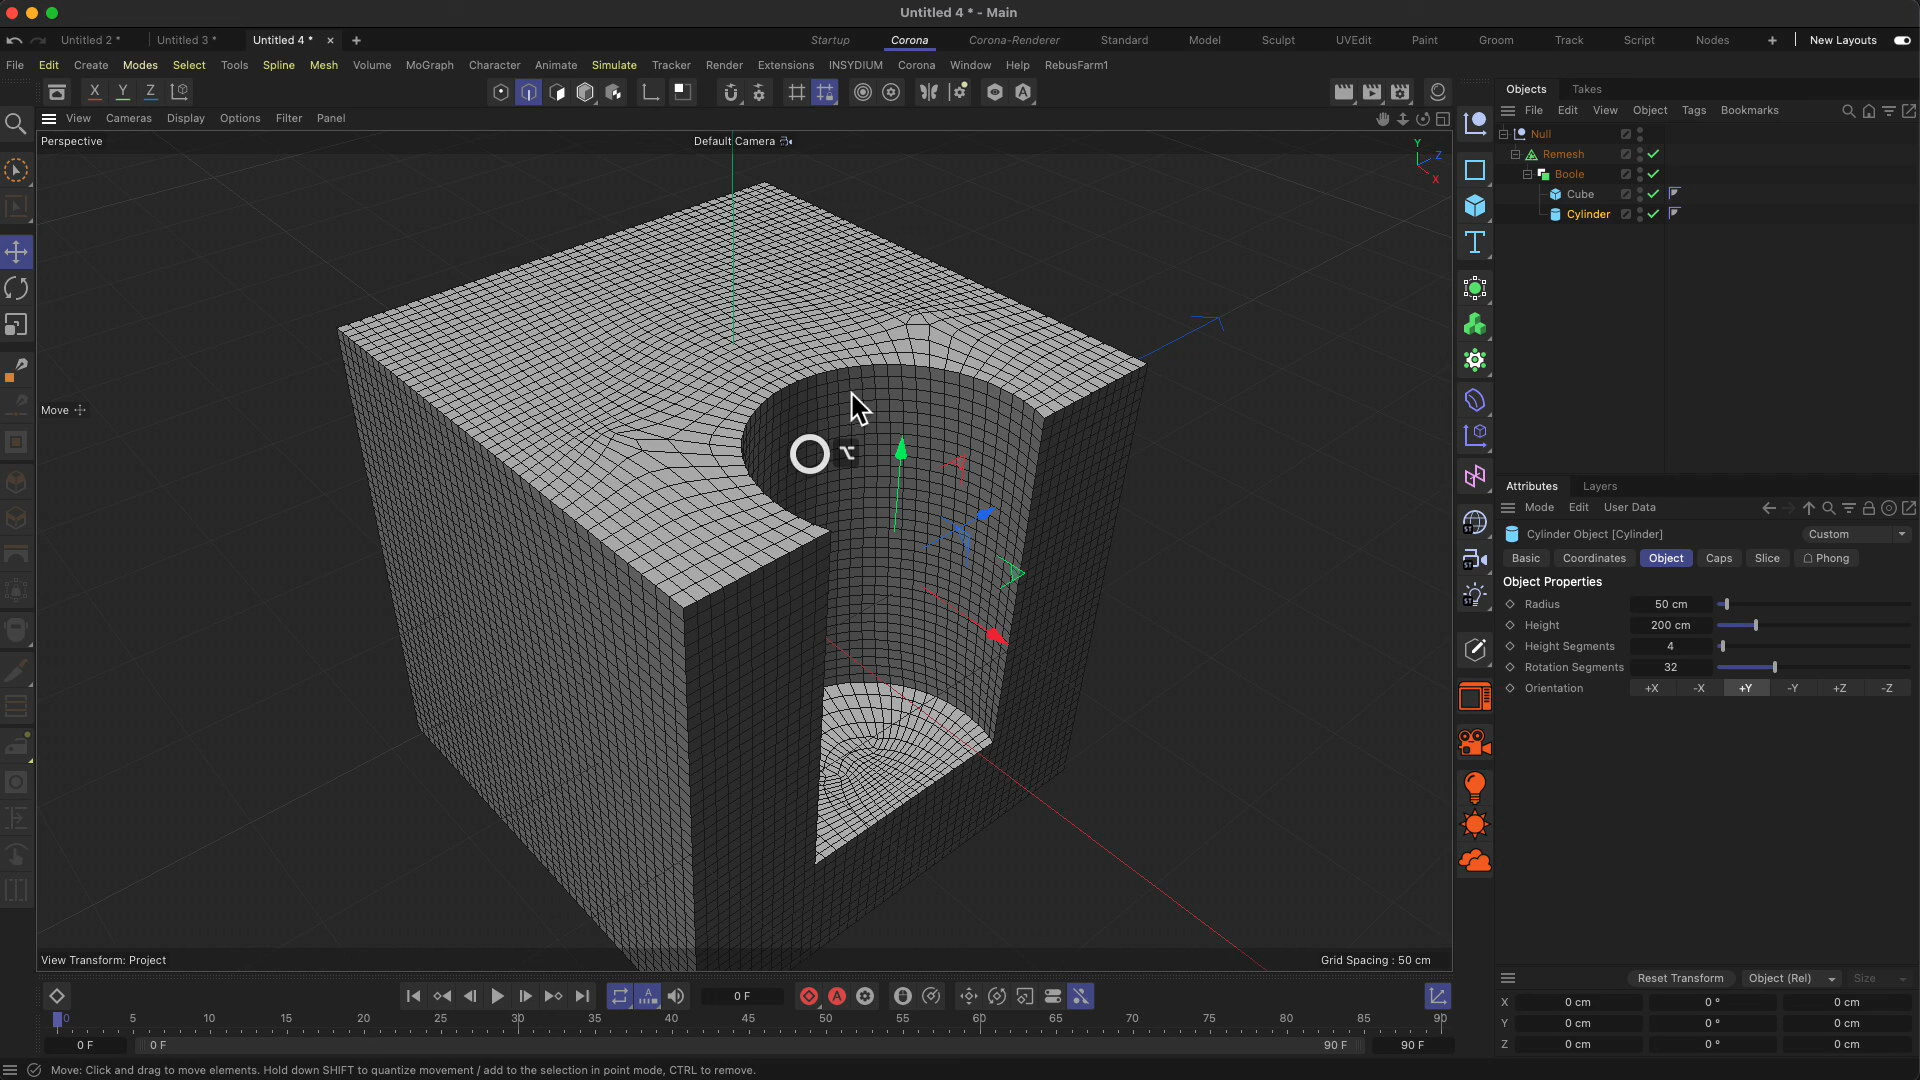 Untitled 4 * - Main
Untitled 2 * Untitled 3 * Untitled 4 * Startup Corona Corona-Renderer Standard Model Sculpt UVEdit Paint Groom Track Script Nodes New Layouts
File Edit Create Modes Select Tools Spline Mesh Volume MoGraph Character Animate Simulate Tracker Render Extensions INSYDIUM Corona Window Help RebusFarm1
X Y Z
View Cameras Display Options Filter Panel
Perspective
Default Camera
Y
Z
X
Move
View Transform: Project
Grid Spacing : 50 cm
Objects Takes
File Edit View Object Tags Bookmarks
Null
Remesh
Boole
Cube
Cylinder
Attributes Layers
Mode Edit User Data
Cylinder Object [Cylinder] Custom
Basic Coordinates Object Caps Slice Phong
Object Properties
Radius 50 cm
Height 200 cm
Height Segments 4
Rotation Segments 32
Orientation +X -X +Y -Y +Z -Z
Reset Transform Object (Rel) Size
X 0 cm 0 ° 0 cm
Y 0 cm 0 ° 0 cm
Z 0 cm 0 ° 0 cm
0 F
0 5 10 15 20 25 30 35 40 45 50 55 60 65 70 75 80 85 90
0 F 0 F 90 F 90 F
Move: Click and drag to move elements. Hold down SHIFT to quantize movement / add to the selection in point mode, CTRL to remove.